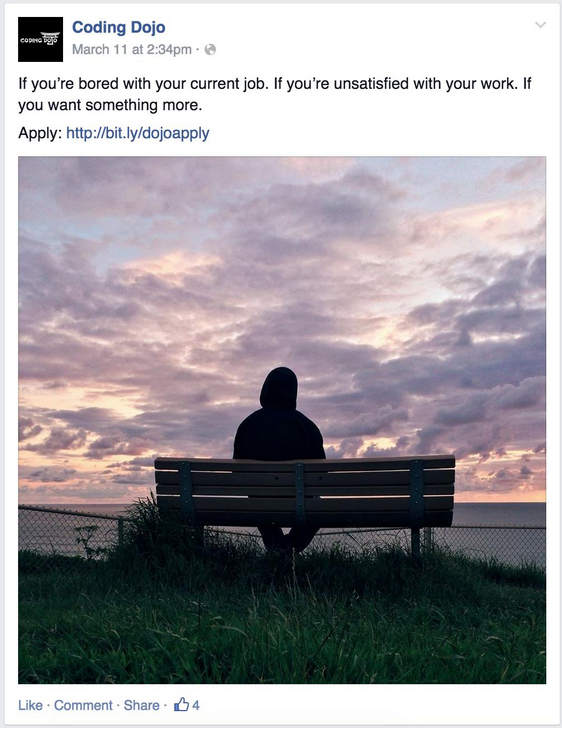 CODING DOJO
Coding Dojo
March 11 at 2:34pm ·
If you’re bored with your current job. If you’re unsatisfied with your work. If
you want something more.
Apply: http://bit.ly/dojoapply
Like · Comment · Share · 4